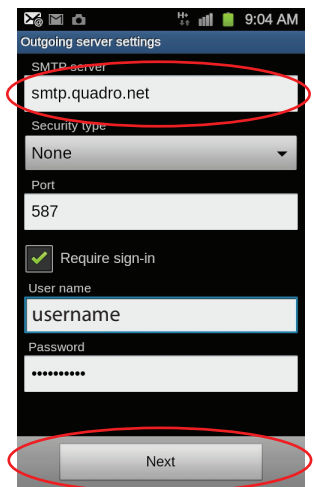 H+ 9:04 AM
Outgoing server settings
SMTP server
smtp.quadro.net
Security type
None
Port
587
Require sign-in
User name
username
Password
••••••••••
Next